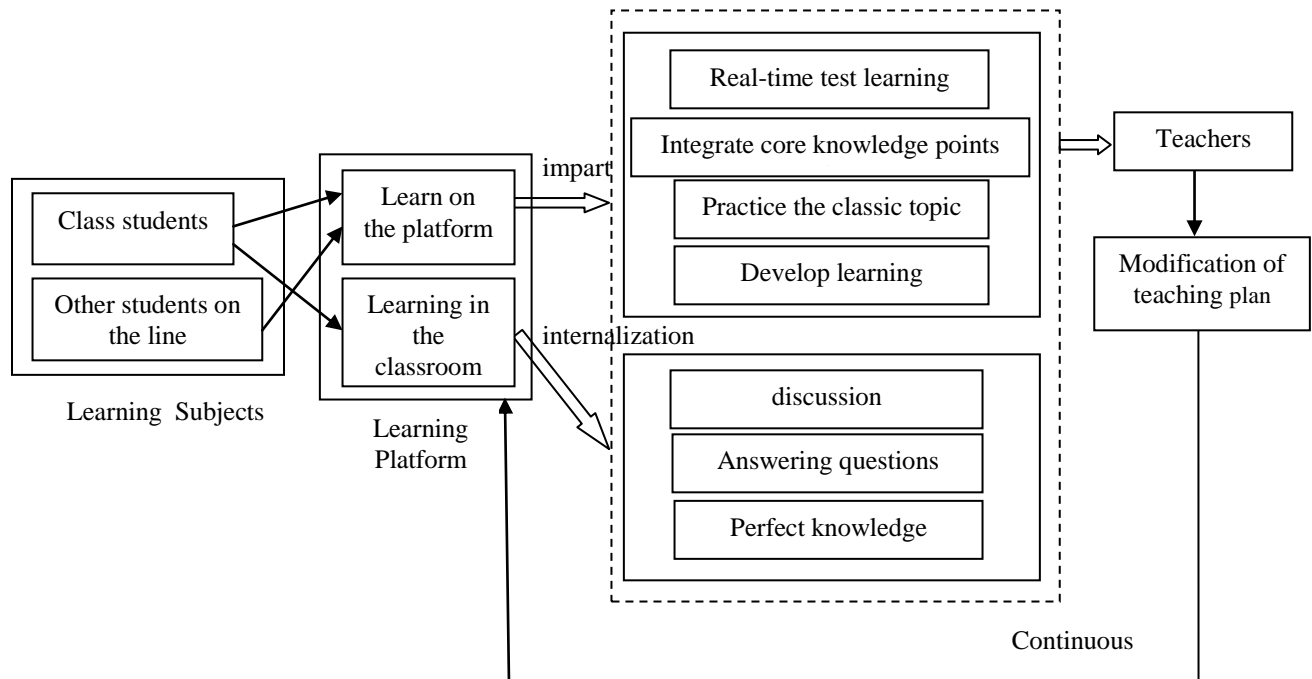 Class students
Other students on
the line
Learning Subjects
Learn on
the platform
Learning in
the
classroom
Learning
Platform
impart
internalization
Real-time test learning
Integrate core knowledge points
Practice the classic topic
Develop learning
discussion
Answering questions
Perfect knowledge
Teachers
Modification of
teaching plan
Continuous